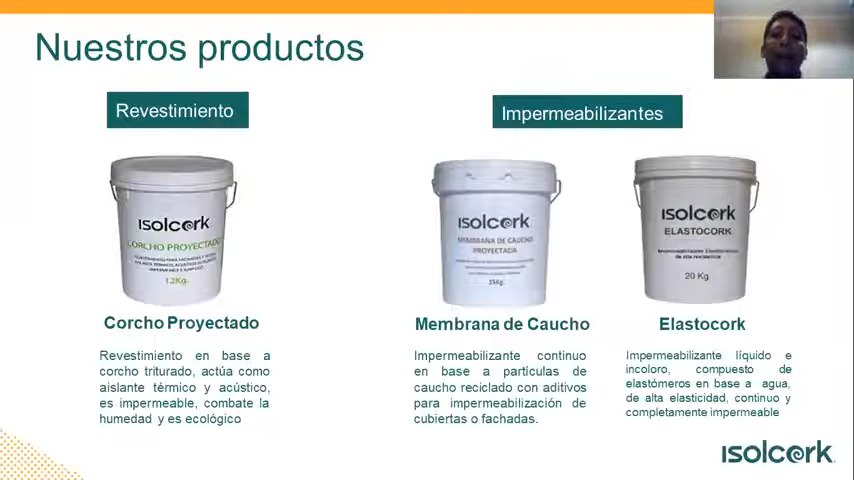 Nuestros productos
Revestimiento
Impermeabilizantes
ISOLCORK
CORCHO PROYECTADO
12Kg.
ISOLCORK
MEMBRANA DE CAUCHO
PROYECTADA
ISOLCORK
ELASTOCORK
de alta resistencia
20 Kg.
Corcho Proyectado
Membrana de Caucho
Elastocork
Revestimiento en base a
corcho triturado, actúa como
aislante térmico y acústico,
es impermeable, combate la
humedad y es ecológico
Impermeabilizante continuo
en base a partículas de
caucho reciclado con aditivos
para impermeabilización de
cubiertas o fachadas.
Impermeabilizante líquido e
incoloro, compuesto de
elastómeros en base a agua,
de alta elasticidad, continuo y
completamente impermeable
ISOLCORK